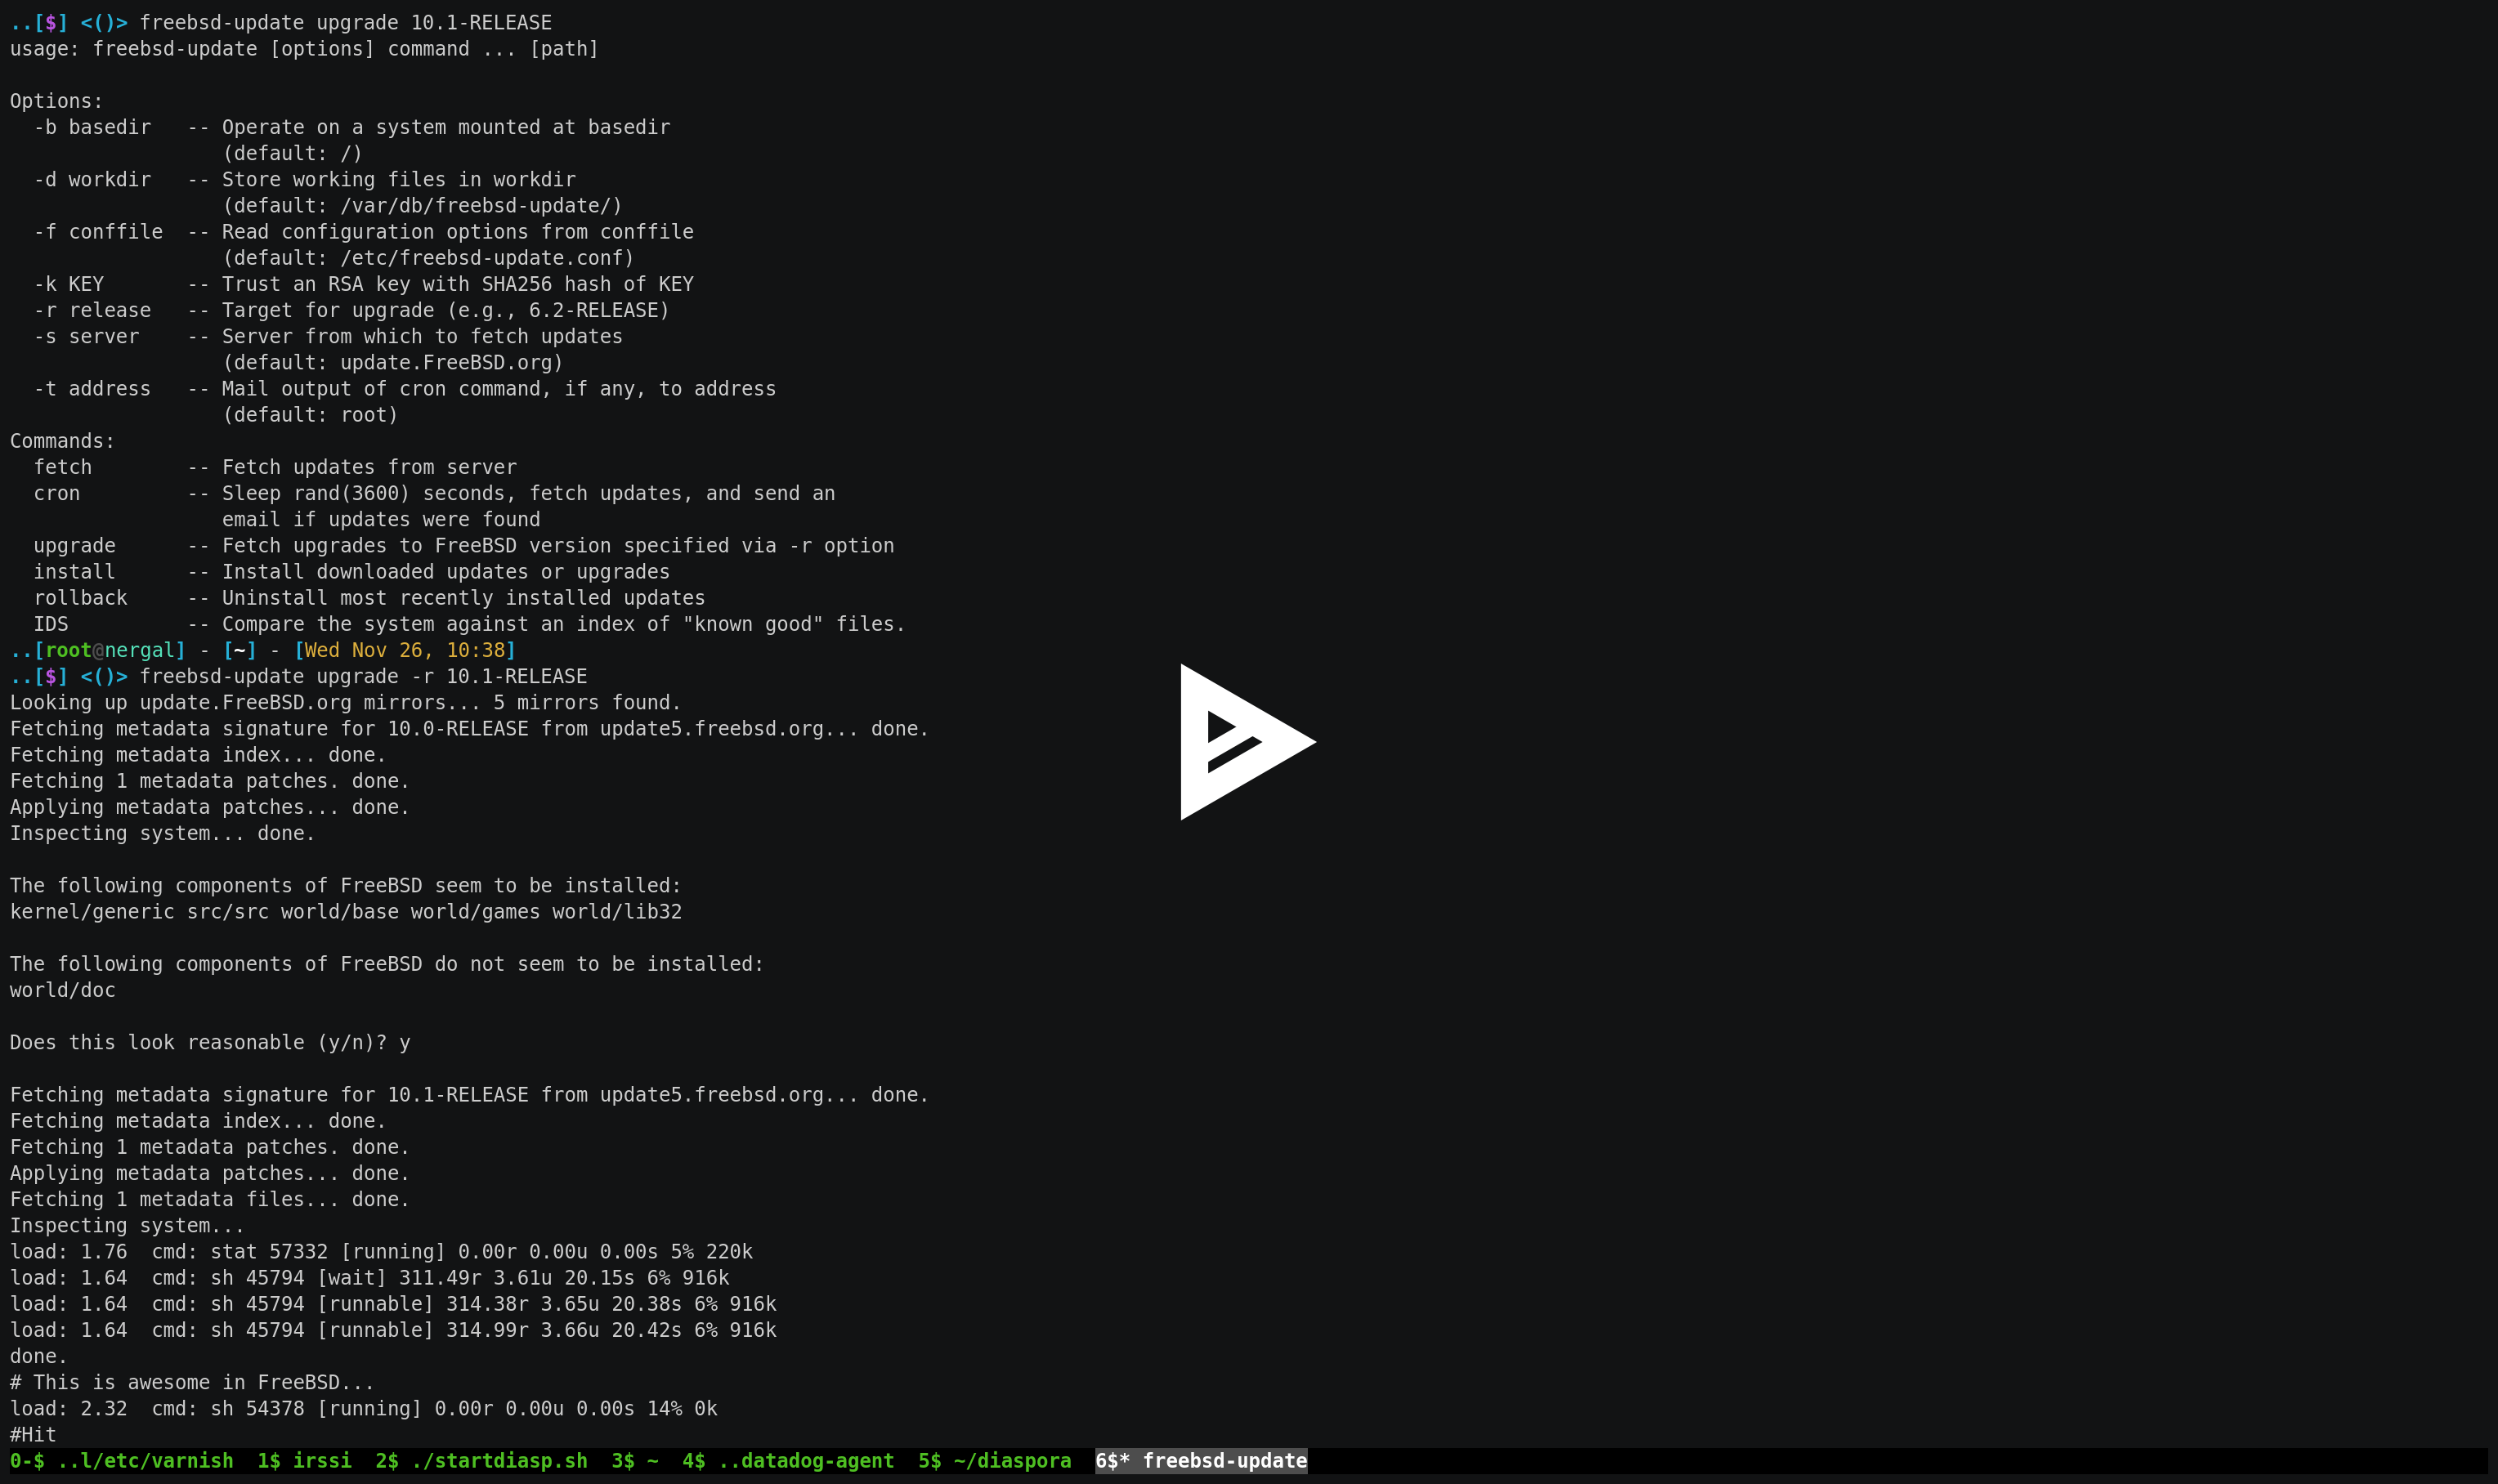 ..[$] <()> freebsd-update upgrade 10.1-RELEASE
usage: freebsd-update [options] command ... [path]

Options:
  -b basedir   -- Operate on a system mounted at basedir
                  (default: /)
  -d workdir   -- Store working files in workdir
                  (default: /var/db/freebsd-update/)
  -f conffile  -- Read configuration options from conffile
                  (default: /etc/freebsd-update.conf)
  -k KEY       -- Trust an RSA key with SHA256 hash of KEY
  -r release   -- Target for upgrade (e.g., 6.2-RELEASE)
  -s server    -- Server from which to fetch updates
                  (default: update.FreeBSD.org)
  -t address   -- Mail output of cron command, if any, to address
                  (default: root)
Commands:
  fetch        -- Fetch updates from server
  cron         -- Sleep rand(3600) seconds, fetch updates, and send an
                  email if updates were found
  upgrade      -- Fetch upgrades to FreeBSD version specified via -r option
  install      -- Install downloaded updates or upgrades
  rollback     -- Uninstall most recently installed updates
  IDS          -- Compare the system against an index of "known good" files.
..[root@nergal] - [~] - [Wed Nov 26, 10:38]
..[$] <()> freebsd-update upgrade -r 10.1-RELEASE
Looking up update.FreeBSD.org mirrors... 5 mirrors found.
Fetching metadata signature for 10.0-RELEASE from update5.freebsd.org... done.
Fetching metadata index... done.
Fetching 1 metadata patches. done.
Applying metadata patches... done.
Inspecting system... done.

The following components of FreeBSD seem to be installed:
kernel/generic src/src world/base world/games world/lib32

The following components of FreeBSD do not seem to be installed:
world/doc

Does this look reasonable (y/n)? y

Fetching metadata signature for 10.1-RELEASE from update5.freebsd.org... done.
Fetching metadata index... done.
Fetching 1 metadata patches. done.
Applying metadata patches... done.
Fetching 1 metadata files... done.
Inspecting system...
load: 1.76  cmd: stat 57332 [running] 0.00r 0.00u 0.00s 5% 220k
load: 1.64  cmd: sh 45794 [wait] 311.49r 3.61u 20.15s 6% 916k
load: 1.64  cmd: sh 45794 [runnable] 314.38r 3.65u 20.38s 6% 916k
load: 1.64  cmd: sh 45794 [runnable] 314.99r 3.66u 20.42s 6% 916k
done.
# This is awesome in FreeBSD...
load: 2.32  cmd: sh 54378 [running] 0.00r 0.00u 0.00s 14% 0k
#Hit
0-$ ..l/etc/varnish  1$ irssi  2$ ./startdiasp.sh  3$ ~  4$ ..datadog-agent  5$ ~/diaspora  6$* freebsd-update